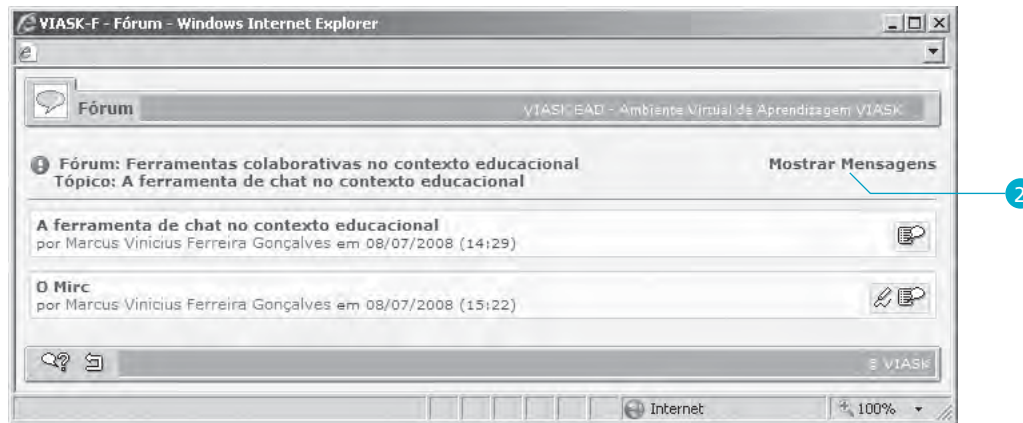 VIASK-F - Fórum - Windows Internet Explorer
Fórum
VIASK EAD - Ambiente Virtual de Aprendizagem VIASK
Fórum: Ferramentas colaborativas no contexto educacional
Mostrar Mensagens
Tópico: A ferramenta de chat no contexto educacional
2
A ferramenta de chat no contexto educacional
por Marcus Vinicius Ferreira Gonçalves em 08/07/2008 (14:29)
O Mirc
por Marcus Vinicius Ferreira Gonçalves em 08/07/2008 (15:22)
VIASK
Internet
100%